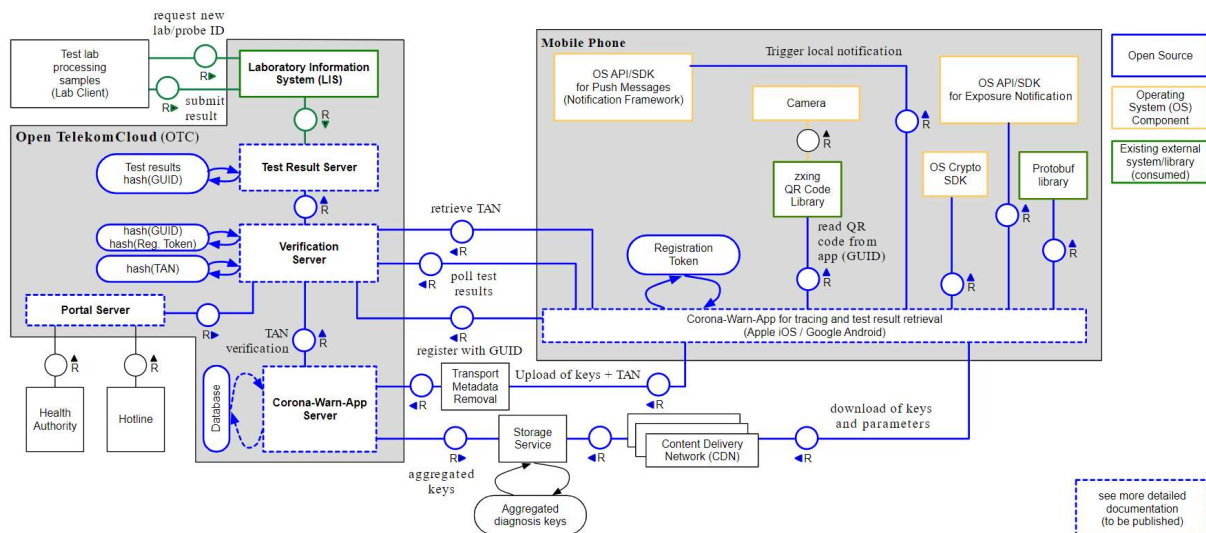 request new
lab/probe ID
Test lab
processing
samples
(Lab Client)
R
R
submit
result
Laboratory Information
System (LIS)
R
Open TelekomCloud (OTC)
Test results
hash(GUID)
Test Result Server
R
hash(GUID)
hash(Reg. Token)
hash(TAN)
Verification
Server
retrieve TAN
R
poll test
results
R
Portal Server
R
TAN
verification
R
R
register with GUID
R
R
Health
Authority
Hotline
Database
Corona-Warn-App
Server
R
Transport
Metadata
Removal
Upload of keys + TAN
R
R
aggregated
keys
Storage
Service
R
Content Delivery
Network (CDN)
R
download of keys
and parameters
Aggregated
diagnosis keys
Mobile Phone
OS API/SDK
for Push Messages
(Notification Framework)
Trigger local notification
R
Camera
R
zxing
QR Code
Library
read QR
code from
app (GUID)
R
Registration
Token
OS API/SDK
for Exposure Notification
R
OS Crypto
SDK
R
Protobuf
library
R
Corona-Warn-App for tracing and test result retrieval
(Apple iOS / Google Android)
Open Source
Operating
System (OS)
Component
Existing external
system/library
(consumed)
see more detailed
documentation
(to be published)